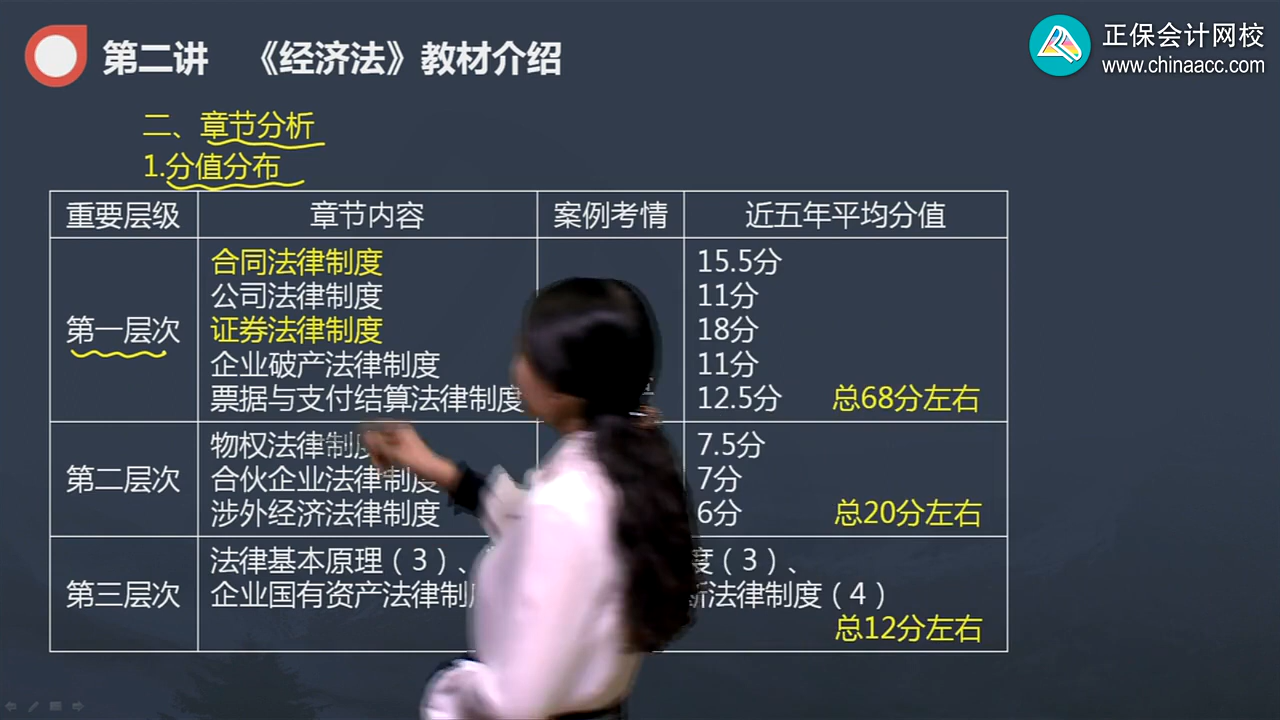 第二讲 《经济法》教材介绍
正保会计网校
www.chinaacc.com
二、章节分析
1.分值分布
重要层级 章节内容 案例考情 近五年平均分值
第一层次
合同法律制度 15.5分
公司法律制度 11分
证券法律制度 18分
企业破产法律制度 11分
票据与支付结算法律制度 12.5分 总68分左右
第二层次
物权法律制 7.5分
合伙企业法律制度 7分
涉外经济法律制度 6分 总20分左右
第三层次
法律基本原理（3）、 度（3）、
企业国有资产法律制 法律制度（4）
总12分左右